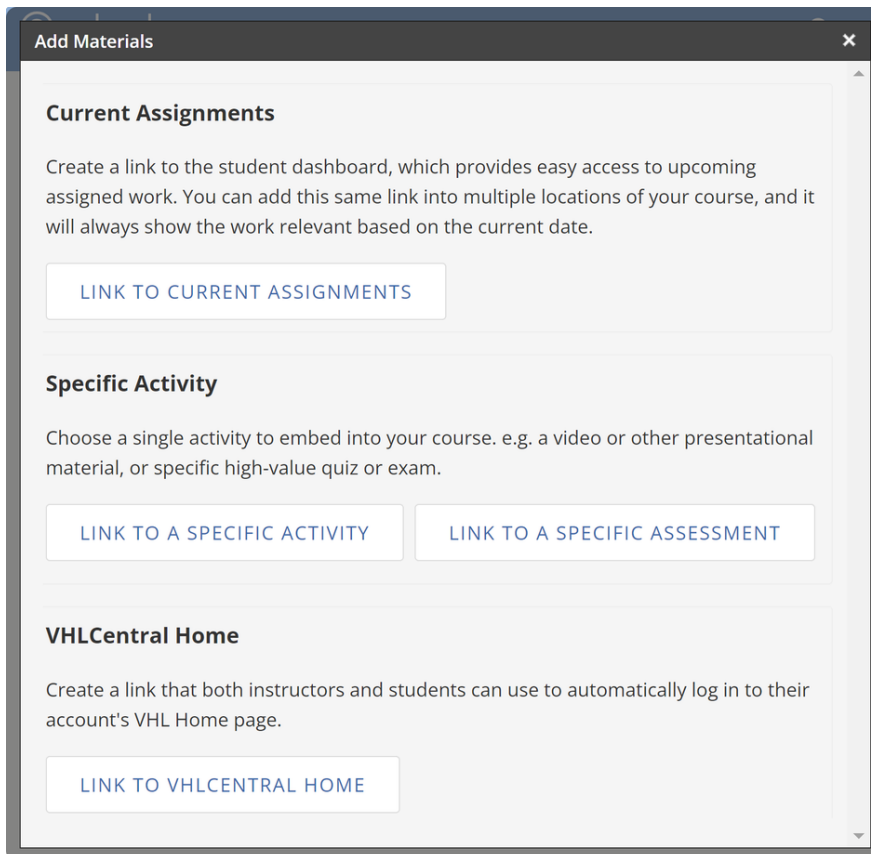 Add Materials ×
Current Assignments
Create a link to the student dashboard, which provides easy access to upcoming
assigned work. You can add this same link into multiple locations of your course, and it
will always show the work relevant based on the current date.
LINK TO CURRENT ASSIGNMENTS
Specific Activity
Choose a single activity to embed into your course. e.g. a video or other presentational
material, or specific high-value quiz or exam.
LINK TO A SPECIFIC ACTIVITY LINK TO A SPECIFIC ASSESSMENT
VHLCentral Home
Create a link that both instructors and students can use to automatically log in to their
account's VHL Home page.
LINK TO VHLCENTRAL HOME